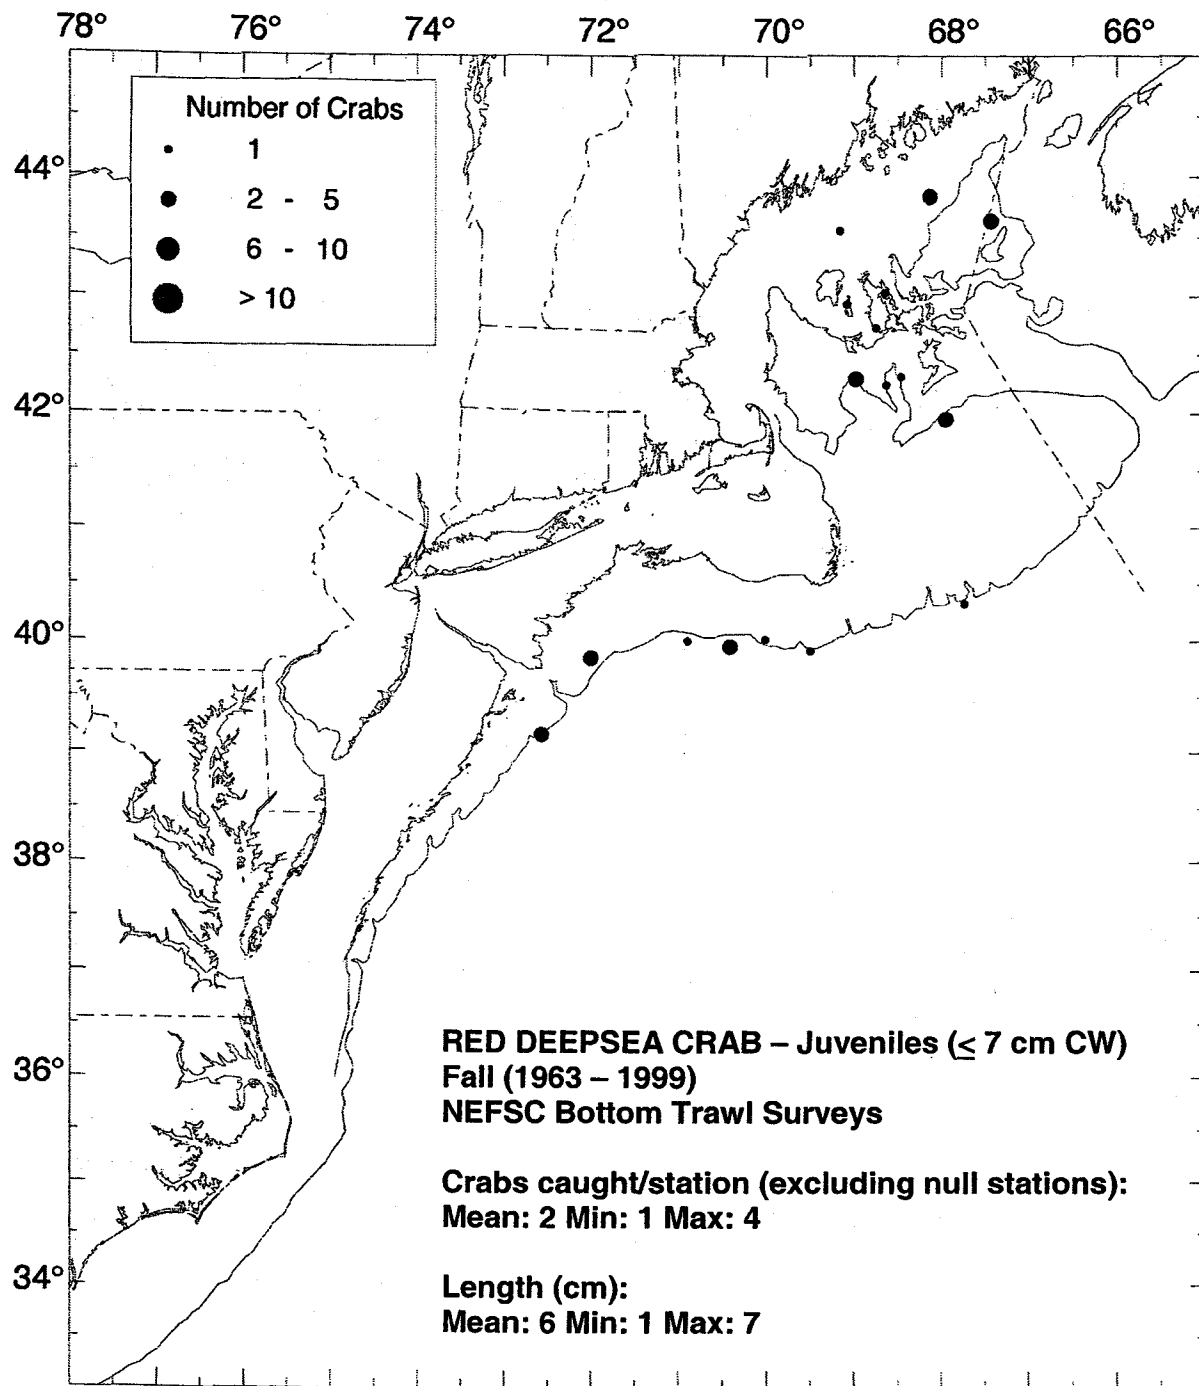 78° 76° 74° 72° 70° 68° 66°
Number of Crabs
1
2 - 5
6 - 10
> 10
44°
42°
40°
38°
36°
34°
RED DEEPSEA CRAB – Juveniles (≤ 7 cm CW)
Fall (1963 – 1999)
NEFSC Bottom Trawl Surveys
Crabs caught/station (excluding null stations):
Mean: 2 Min: 1 Max: 4
Length (cm):
Mean: 6 Min: 1 Max: 7